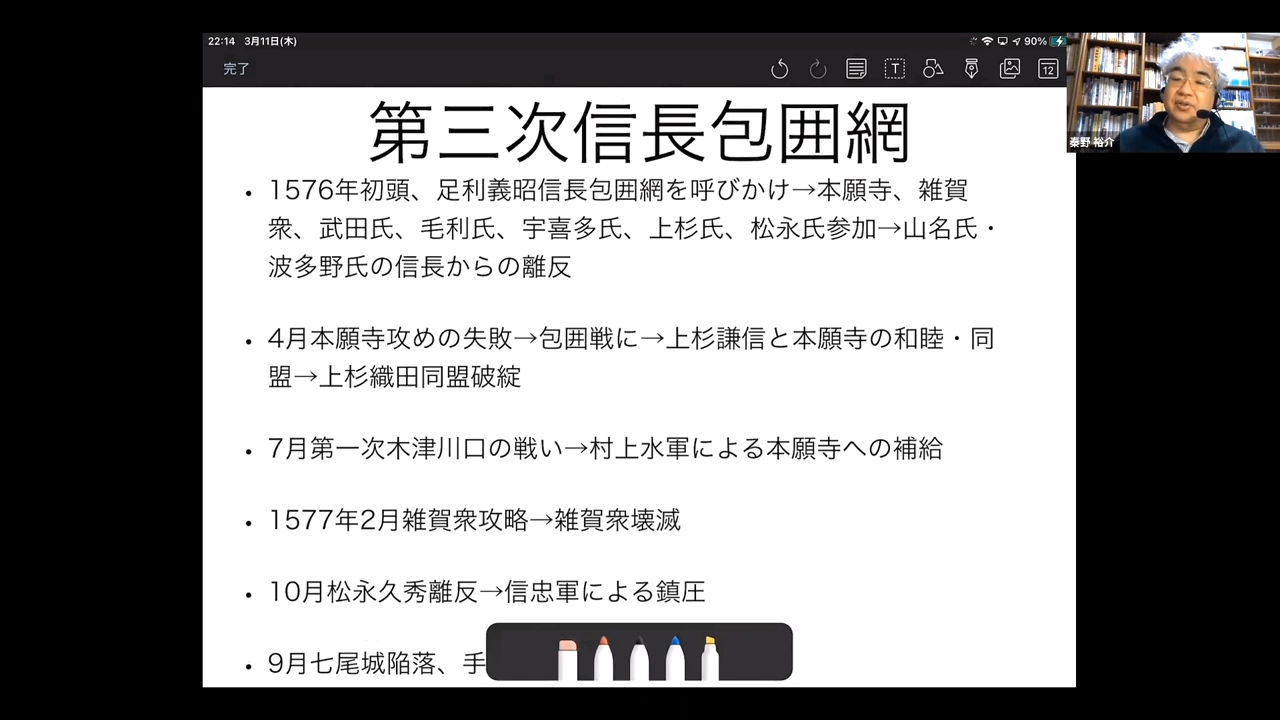 22:14 3月11日(木)
90%
完了
12
秦野 裕介
第三次信長包囲網
• 1576年初頭、足利義昭信長包囲網を呼びかけ→本願寺、雑賀
衆、武田氏、毛利氏、宇喜多氏、上杉氏、松永氏参加→山名氏・
波多野氏の信長からの離反
• 4月本願寺攻めの失敗→包囲戦に→上杉謙信と本願寺の和睦・同
盟→上杉織田同盟破綻
• 7月第一次木津川口の戦い→村上水軍による本願寺への補給
• 1577年2月雑賀衆攻略→雑賀衆壊滅
• 10月松永久秀離反→信忠軍による鎮圧
• 9月七尾城陥落、手